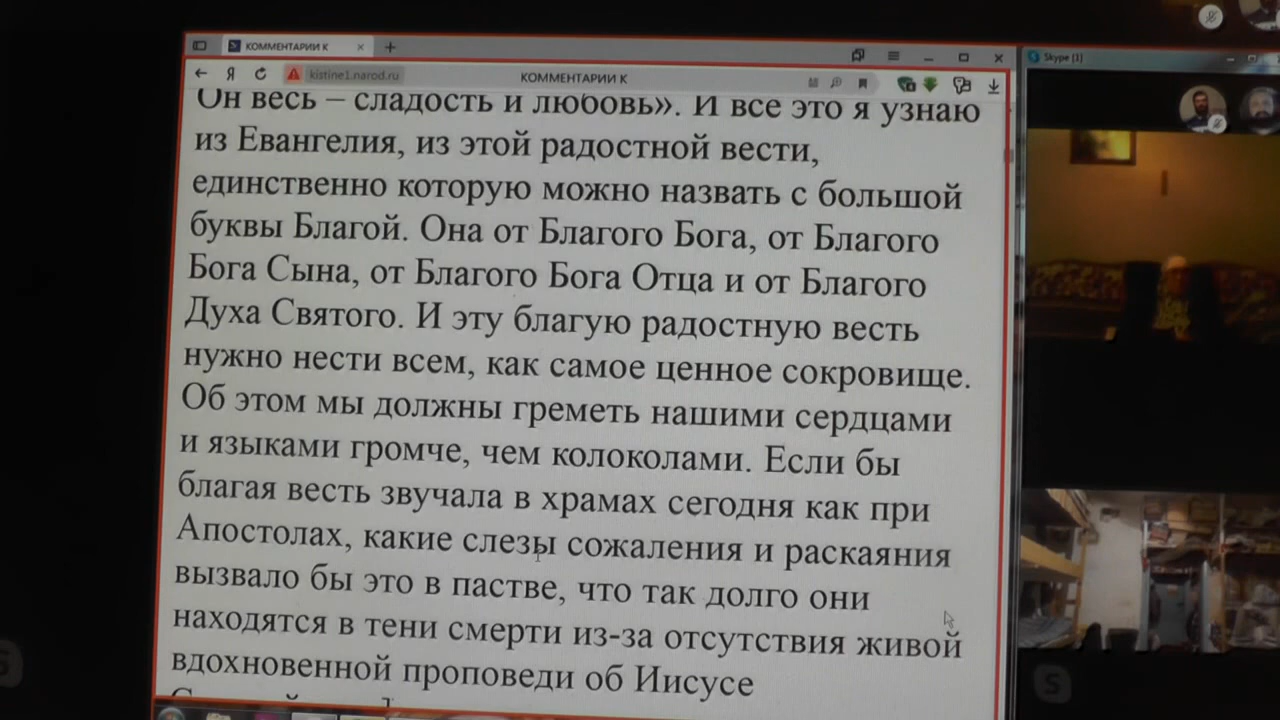 КОММЕНТАРИИ К
Skype [1]
Я kistine1.narod.ru КОММЕНТАРИИ К
Он весь – сладость и любовь». И все это я узнаю
из Евангелия, из этой радостной вести,
единственно которую можно назвать с большой
буквы Благой. Она от Благого Бога, от Благого
Бога Сына, от Благого Бога Отца и от Благого
Духа Святого. И эту благую радостную весть
нужно нести всем, как самое ценное сокровище.
Об этом мы должны греметь нашими сердцами
и языками громче, чем колоколами. Если бы
благая весть звучала в храмах сегодня как при
Апостолах, какие слезы сожаления и раскаяния
вызвало бы это в пастве, что так долго они
находятся в тени смерти из-за отсутствия живой
вдохновенной проповеди об Иисусе